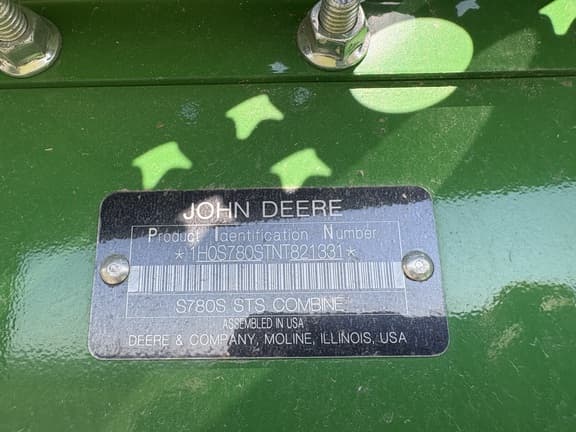 JOHN DEERE
Product Identification Number
*1H0S780STNT821331*
S780S STS COMBINE
ASSEMBLED IN USA
DEERE & COMPANY, MOLINE, ILLINOIS, USA